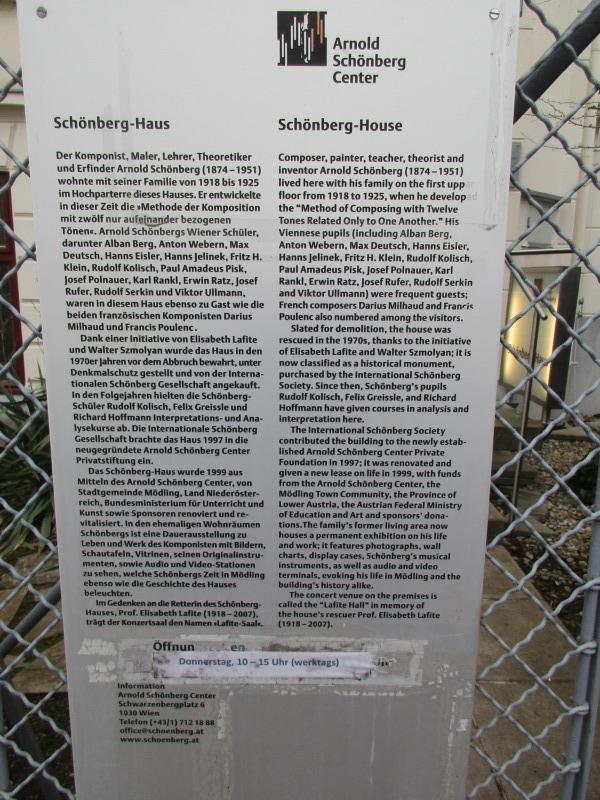 Arnold
Schönberg
Center
Schönberg-Haus
Der Komponist, Maler, Lehrer, Theoretiker
und Erfinder Arnold Schönberg (1874–1951)
wohnte mit seiner Familie von 1918 bis 1925
im Hochparterre dieses Hauses. Er entwickelte
in dieser Zeit die »Methode der Komposition
mit zwölf nur aufeinander bezogenen
Tönen«. Arnold Schönbergs Wiener Schüler,
darunter Alban Berg, Anton Webern, Max
Deutsch, Hanns Eisler, Hanns Jelinek, Fritz H.
Klein, Rudolf Kolisch, Paul Amadeus Pisk,
Josef Polnauer, Karl Rankl, Erwin Ratz, Josef
Rufer, Rudolf Serkin und Viktor Ullmann,
waren in diesem Haus ebenso zu Gast wie die
beiden französischen Komponisten Darius
Milhaud und Francis Poulenc.
Dank einer Initiative von Elisabeth Lafite
und Walter Szmolyan wurde das Haus in den
1970er Jahren vor dem Abbruch bewahrt, unter
Denkmalschutz gestellt und von der Interna-
tionalen Schönberg Gesellschaft angekauft.
In den Folgejahren hielten die Schönberg-
Schüler Rudolf Kolisch, Felix Greissle und
Richard Hoffmann Interpretations- und Ana-
lysekurse ab. Die Internationale Schönberg
Gesellschaft brachte das Haus 1997 in die
neugegründete Arnold Schönberg Center
Privatstiftung ein.
Das Schönberg-Haus wurde 1999 aus
Mitteln des Arnold Schönberg Center, von
Stadtgemeinde Mödling, Land Niederöster-
reich, Bundesministerium für Unterricht und
Kunst sowie Sponsoren renoviert und re-
vitalisiert. In den ehemaligen Wohnräumen
Schönbergs ist eine Dauerausstellung zu
Leben und Werk des Komponisten mit Bildern,
Schautafeln, Vitrinen, seinen Originalinstru-
menten, sowie Audio und Video-Stationen
zu sehen, welche Schönbergs Zeit in Mödling
ebenso wie die Geschichte des Hauses
beleuchten.
Im Gedenken an die Retterin des Schönberg-
Hauses, Prof. Elisabeth Lafite (1918–2007),
trägt der Konzertsaal den Namen »Lafite-Saal«.
Schönberg-House
Composer, painter, teacher, theorist and
inventor Arnold Schönberg (1874–1951)
lived here with his family on the first upper
floor from 1918 to 1925, when he developed
the "Method of Composing with Twelve
Tones Related Only to One Another." His
Viennese pupils (including Alban Berg,
Anton Webern, Max Deutsch, Hanns Eisler,
Hanns Jelinek, Fritz H. Klein, Rudolf Kolisch,
Paul Amadeus Pisk, Josef Polnauer, Karl
Rankl, Erwin Ratz, Josef Rufer, Rudolf Serkin
and Viktor Ullmann) were frequent guests;
French composers Darius Milhaud and Francis
Poulenc also numbered among the visitors.
Slated for demolition, the house was
rescued in the 1970s, thanks to the initiative
of Elisabeth Lafite and Walter Szmolyan; it is
now classified as a historical monument,
purchased by the International Schönberg
Society. Since then, Schönberg's pupils
Rudolf Kolisch, Felix Greissle, and Richard
Hoffmann have given courses in analysis and
interpretation here.
The International Schönberg Society
contributed the building to the newly estab-
lished Arnold Schönberg Center Private
Foundation in 1997; it was renovated and
given a new lease on life in 1999, with funds
from the Arnold Schönberg Center, the
Mödling Town Community, the Province of
Lower Austria, the Austrian Federal Ministry
of Education and Art and sponsors' dona-
tions. The family's former living area now
houses a permanent exhibition on his life
and work; it features photographs, wall
charts, display cases, Schönberg's musical
instruments, as well as audio and video
terminals, evoking his life in Mödling and the
building's history alike.
The concert venue on the premises is
called the "Lafite Hall" in memory of
the house's rescuer Prof. Elisabeth Lafite
(1918–2007).
Donnerstag, 10 – 15 Uhr (werktags)
Information
Arnold Schönberg Center
Schwarzenbergplatz 6
1030 Wien
Telefon (+43/1) 712 18 88
office@schoenberg.at
www.schoenberg.at